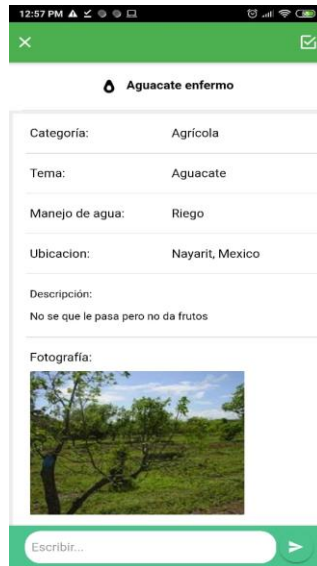 12:57 PM
Aguacate enfermo
Categoría: Agrícola
Tema: Aguacate
Manejo de agua: Riego
Ubicacion: Nayarit, Mexico
Descripción:
No se que le pasa pero no da frutos
Fotografía:
Escribir...